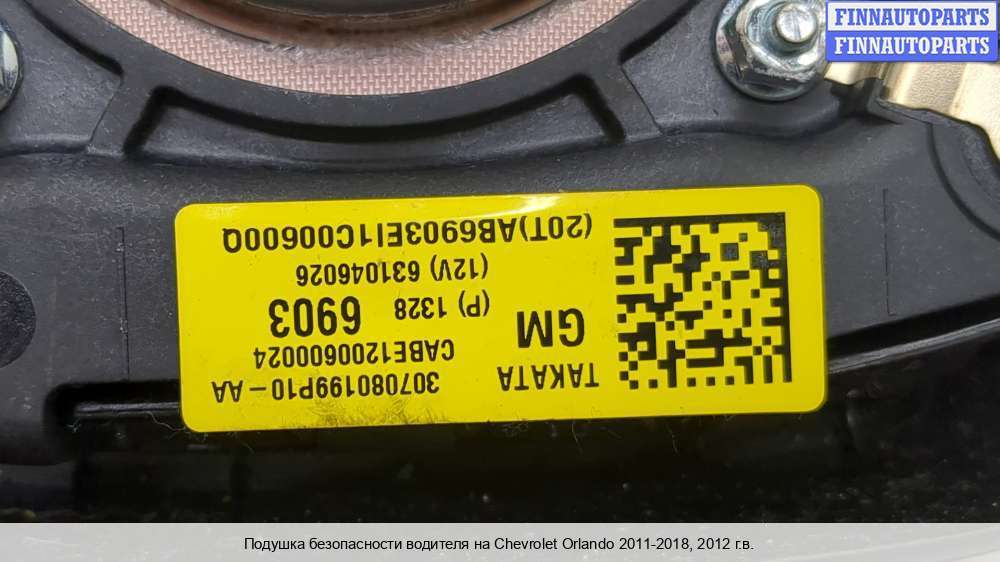 FINNAUTOPARTS
FINNAUTOPARTS
TAKATA 307080199P10-AA
CABE1200600024
GM (P) 1328 6903
(12V) 631046026
(20T)AB6903EI1C00600Q
Подушка безопасности водителя на Chevrolet Orlando 2011-2018, 2012 г.в.